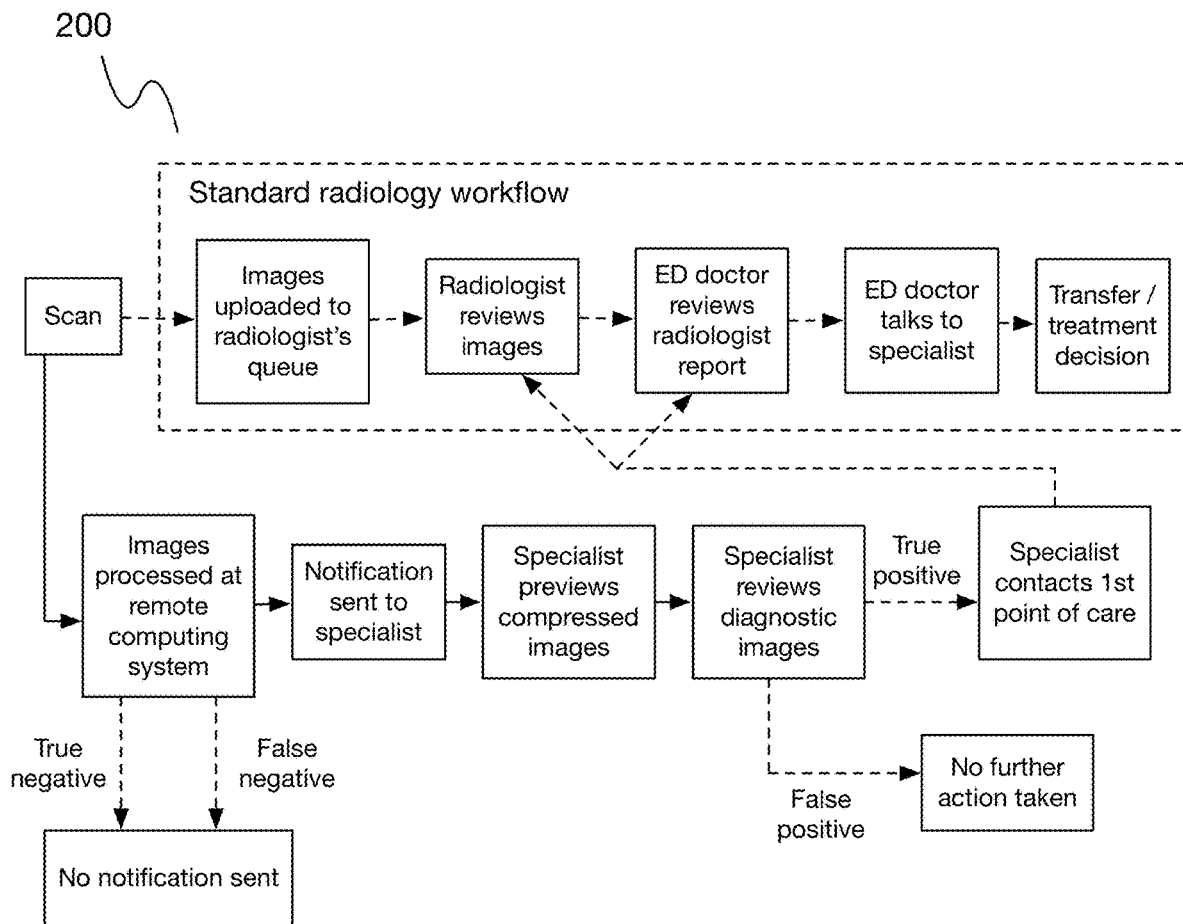 200
Standard radiology workflow
Scan
Images
uploaded to
radiologist's
queue
Radiologist
reviews
images
ED doctor
reviews
radiologist
report
ED doctor
talks to
specialist
Transfer /
treatment
decision
Images
processed at
remote
computing
system
Notification
sent to
specialist
Specialist
previews
compressed
images
Specialist
reviews
diagnostic
images
True
positive
Specialist
contacts 1st
point of care
True
negative
False
negative
False
positive
No further
action taken
No notification sent